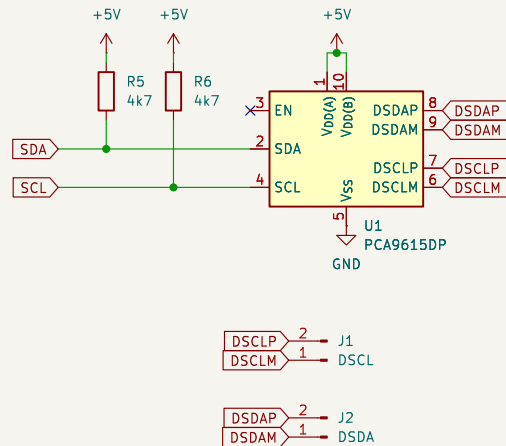 +5V
+5V
+5V
R5
4k7
R6
4k7
1
10
VDD(A)
VDD(B)
3
EN
SDA
2
SDA
SCL
4
SCL
DSDAP
8
DSDAP
DSDAM
9
DSDAM
DSCLP
7
DSCLP
DSCLM
6
DSCLM
VSS
5
U1
PCA9615DP
GND
DSCLP
2
J1
DSCLM
1
DSCL
DSDAP
2
J2
DSDAM
1
DSDA